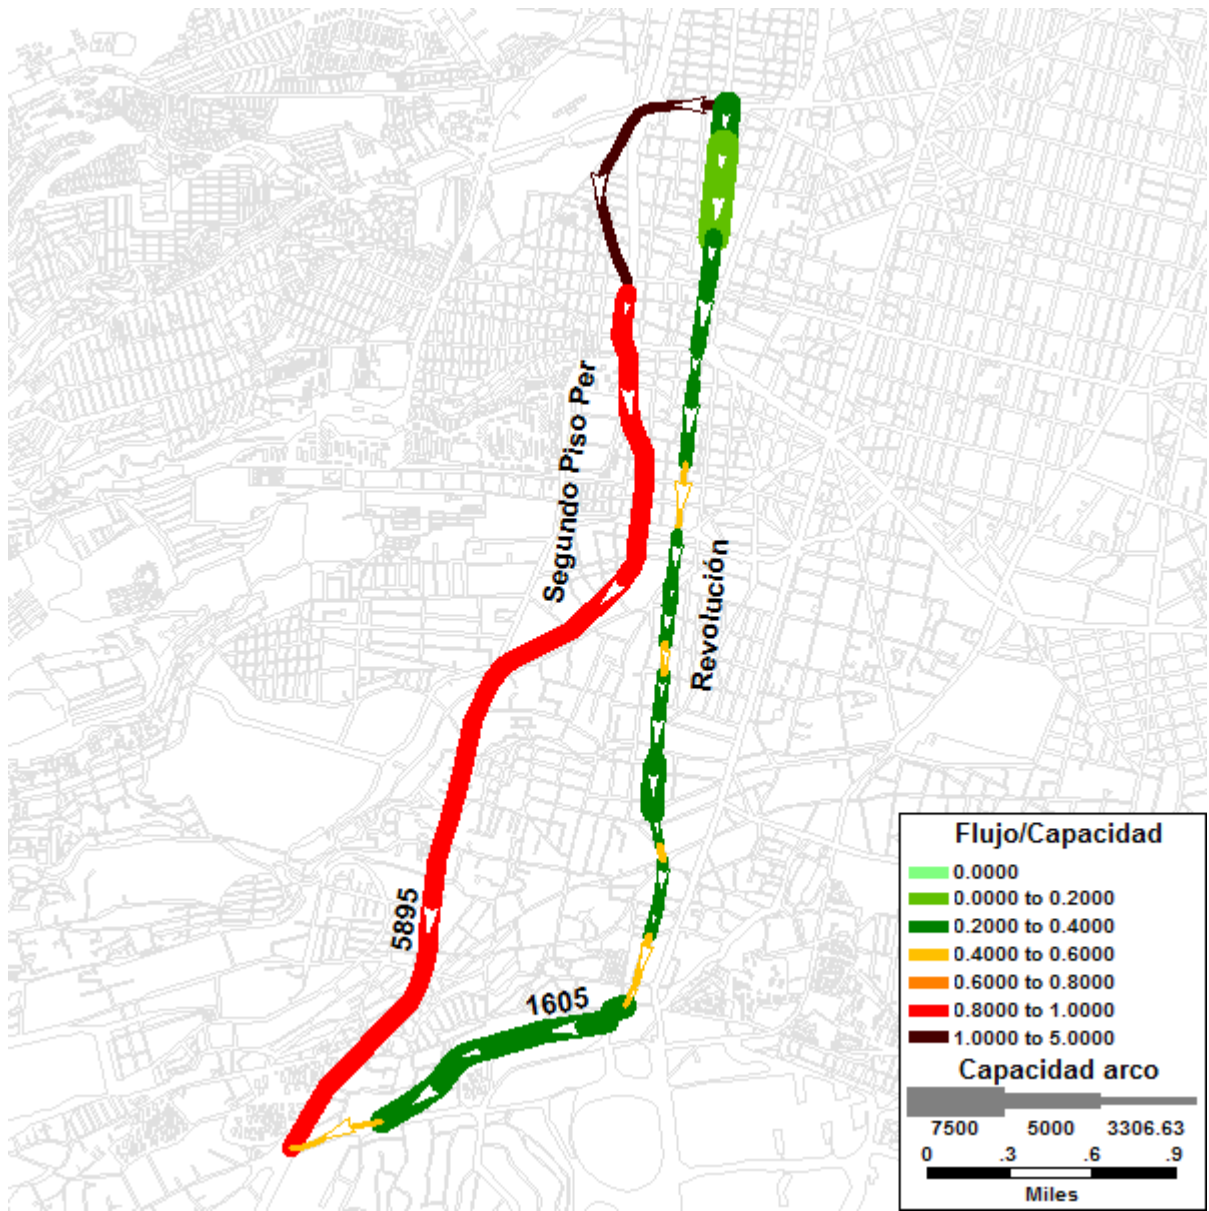 Segundo Piso Per
Revolución
5895
1605
Flujo/Capacidad
0.0000
0.0000 to 0.2000
0.2000 to 0.4000
0.4000 to 0.6000
0.6000 to 0.8000
0.8000 to 1.0000
1.0000 to 5.0000
Capacidad arco
7500 5000 3306.63
0 .3 .6 .9
Miles